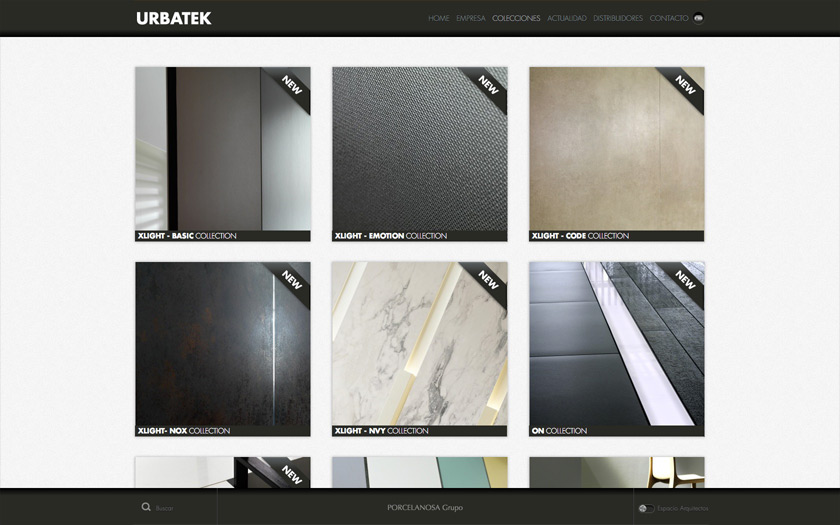 URBATEK
HOME EMPRESA COLECCIONES ACTUALIDAD DISTRIBUIDORES CONTACTO
NEW
NEW
NEW
XLIGHT - BASIC COLLECTION
XLIGHT - EMOTION COLLECTION
XLIGHT - CODE COLLECTION
NEW
NEW
NEW
XLIGHT- NOX COLLECTION
XLIGHT - NVY COLLECTION
ON COLLECTION
NEW
Buscar
PORCELANOSA Grupo
Espacio Arquitectos